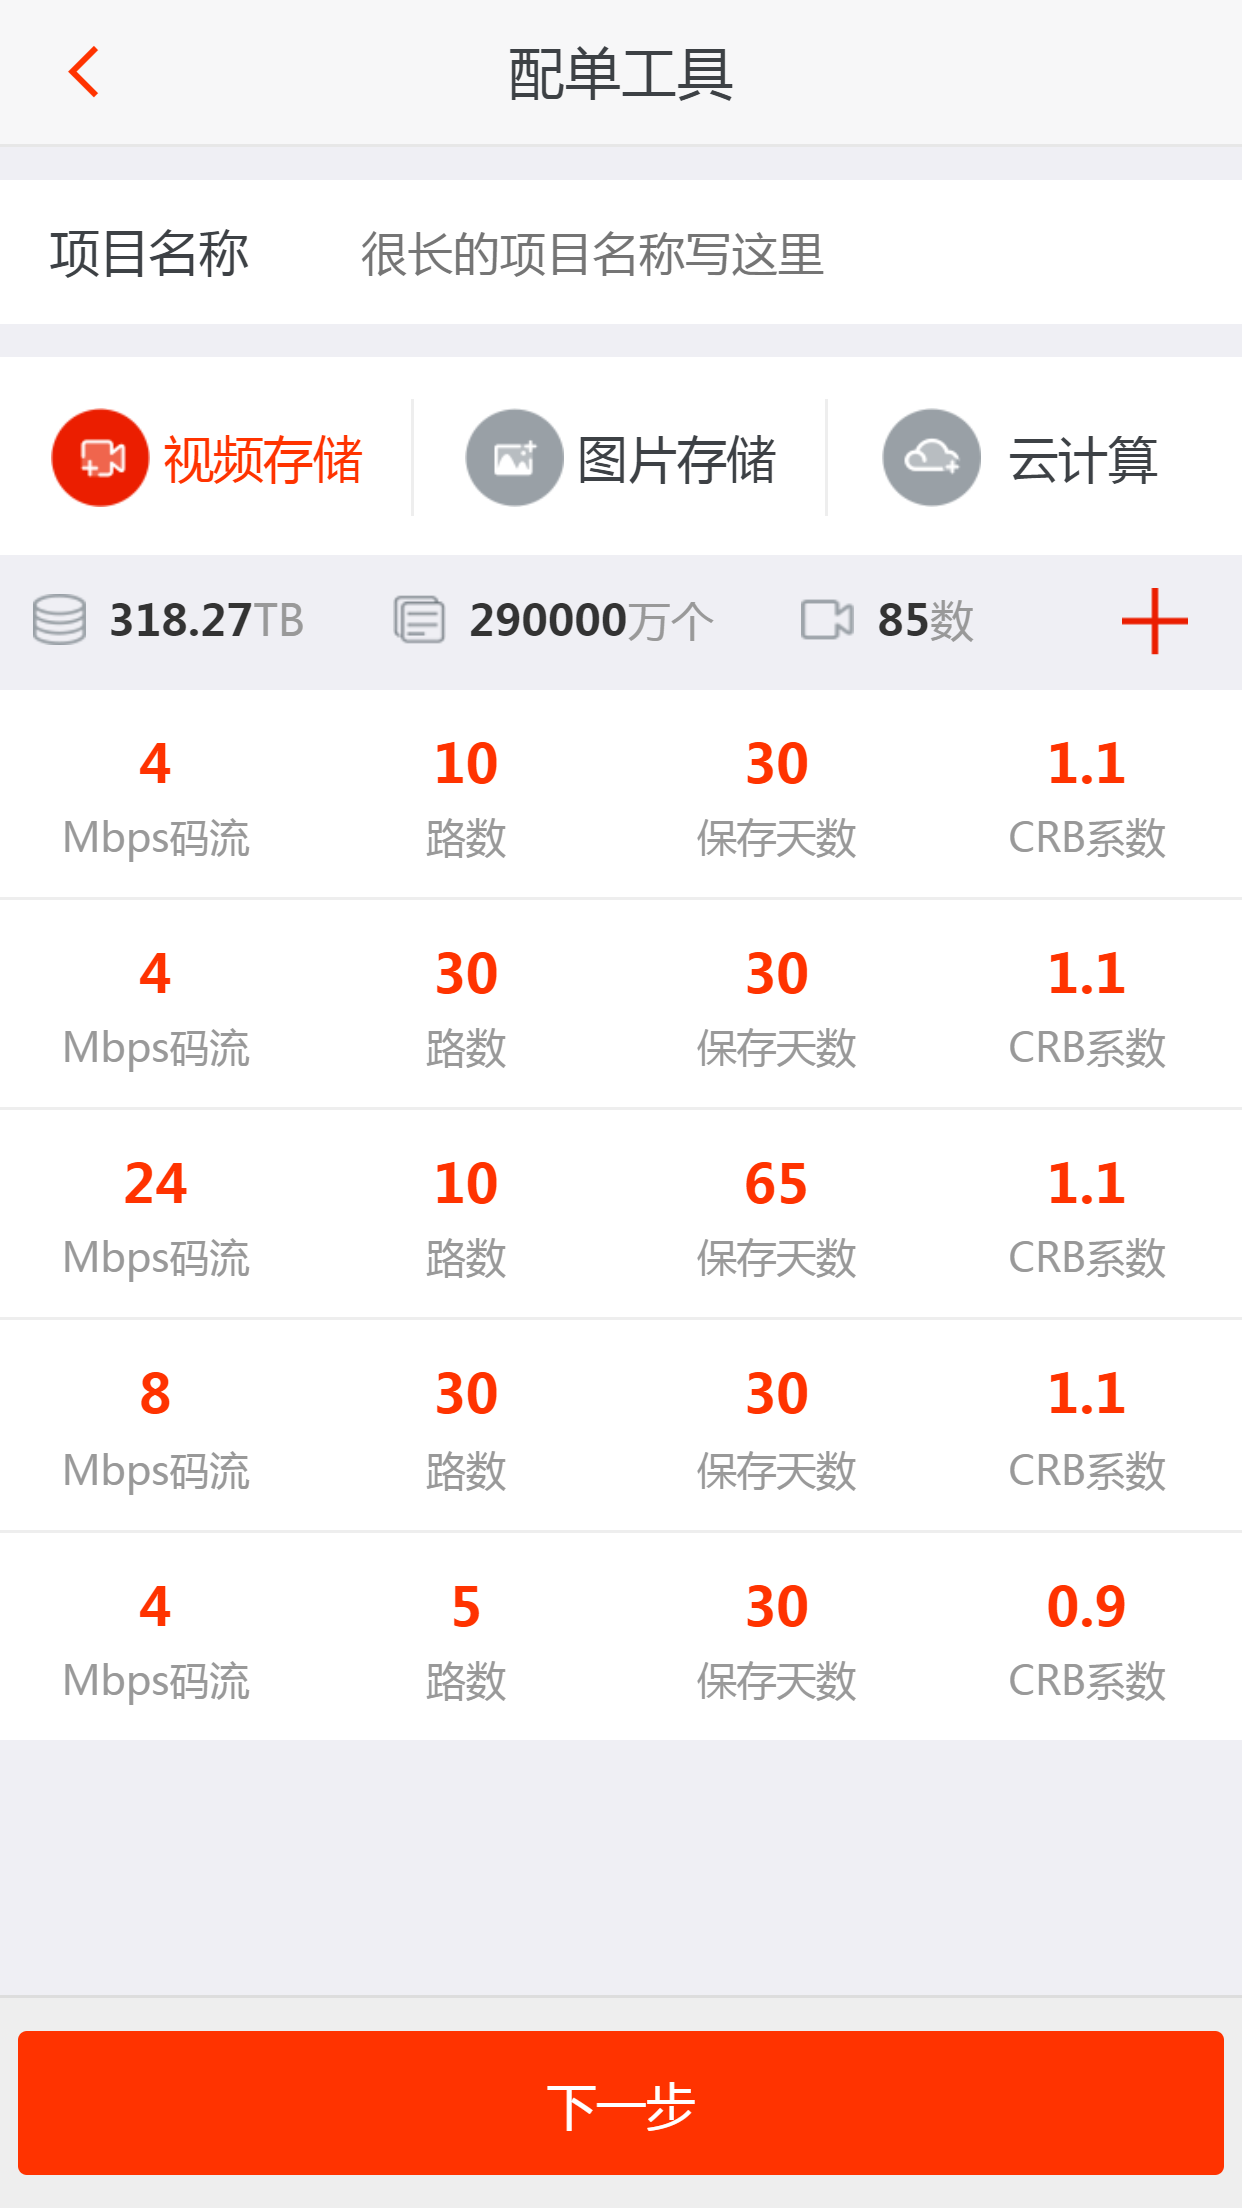 配单工具
项目名称 很长的项目名称写这里
视频存储 图片存储 云计算
318.27TB 290000万个 85数
4 10 30 1.1
Mbps码流 路数 保存天数 CRB系数
4 30 30 1.1
Mbps码流 路数 保存天数 CRB系数
24 10 65 1.1
Mbps码流 路数 保存天数 CRB系数
8 30 30 1.1
Mbps码流 路数 保存天数 CRB系数
4 5 30 0.9
Mbps码流 路数 保存天数 CRB系数
下一步